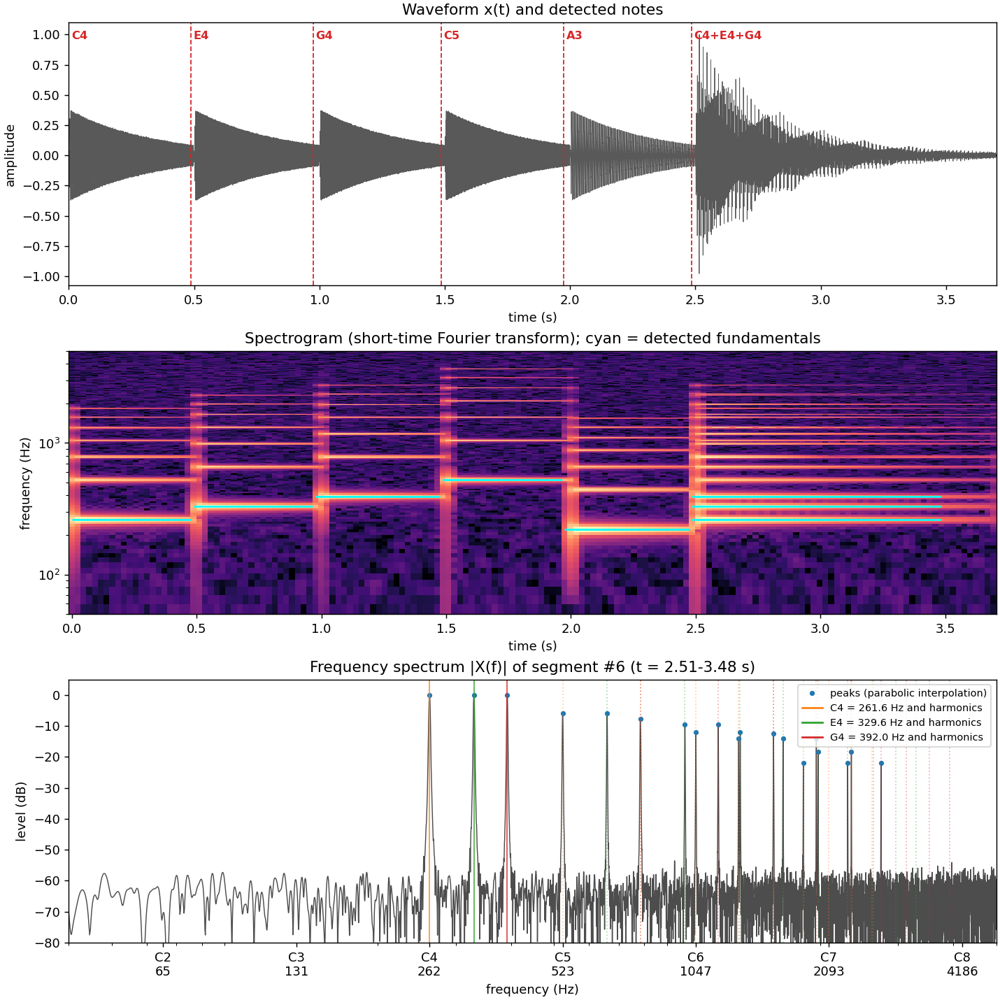 Waveform x(t) and detected notes
C4
E4
G4
C5
A3
C4+E4+G4
1.00
0.75
0.50
0.25
0.00
−0.25
−0.50
−0.75
−1.00
amplitude
0.0
0.5
1.0
1.5
2.0
2.5
3.0
3.5
time (s)
Spectrogram (short-time Fourier transform); cyan = detected fundamentals
10³
10²
frequency (Hz)
0.0
0.5
1.0
1.5
2.0
2.5
3.0
3.5
time (s)
Frequency spectrum |X(f)| of segment #6 (t = 2.51-3.48 s)
peaks (parabolic interpolation)
C4 = 261.6 Hz and harmonics
E4 = 329.6 Hz and harmonics
G4 = 392.0 Hz and harmonics
0
−10
−20
−30
−40
−50
−60
−70
−80
level (dB)
C2
65
C3
131
C4
262
C5
523
C6
1047
C7
2093
C8
4186
frequency (Hz)